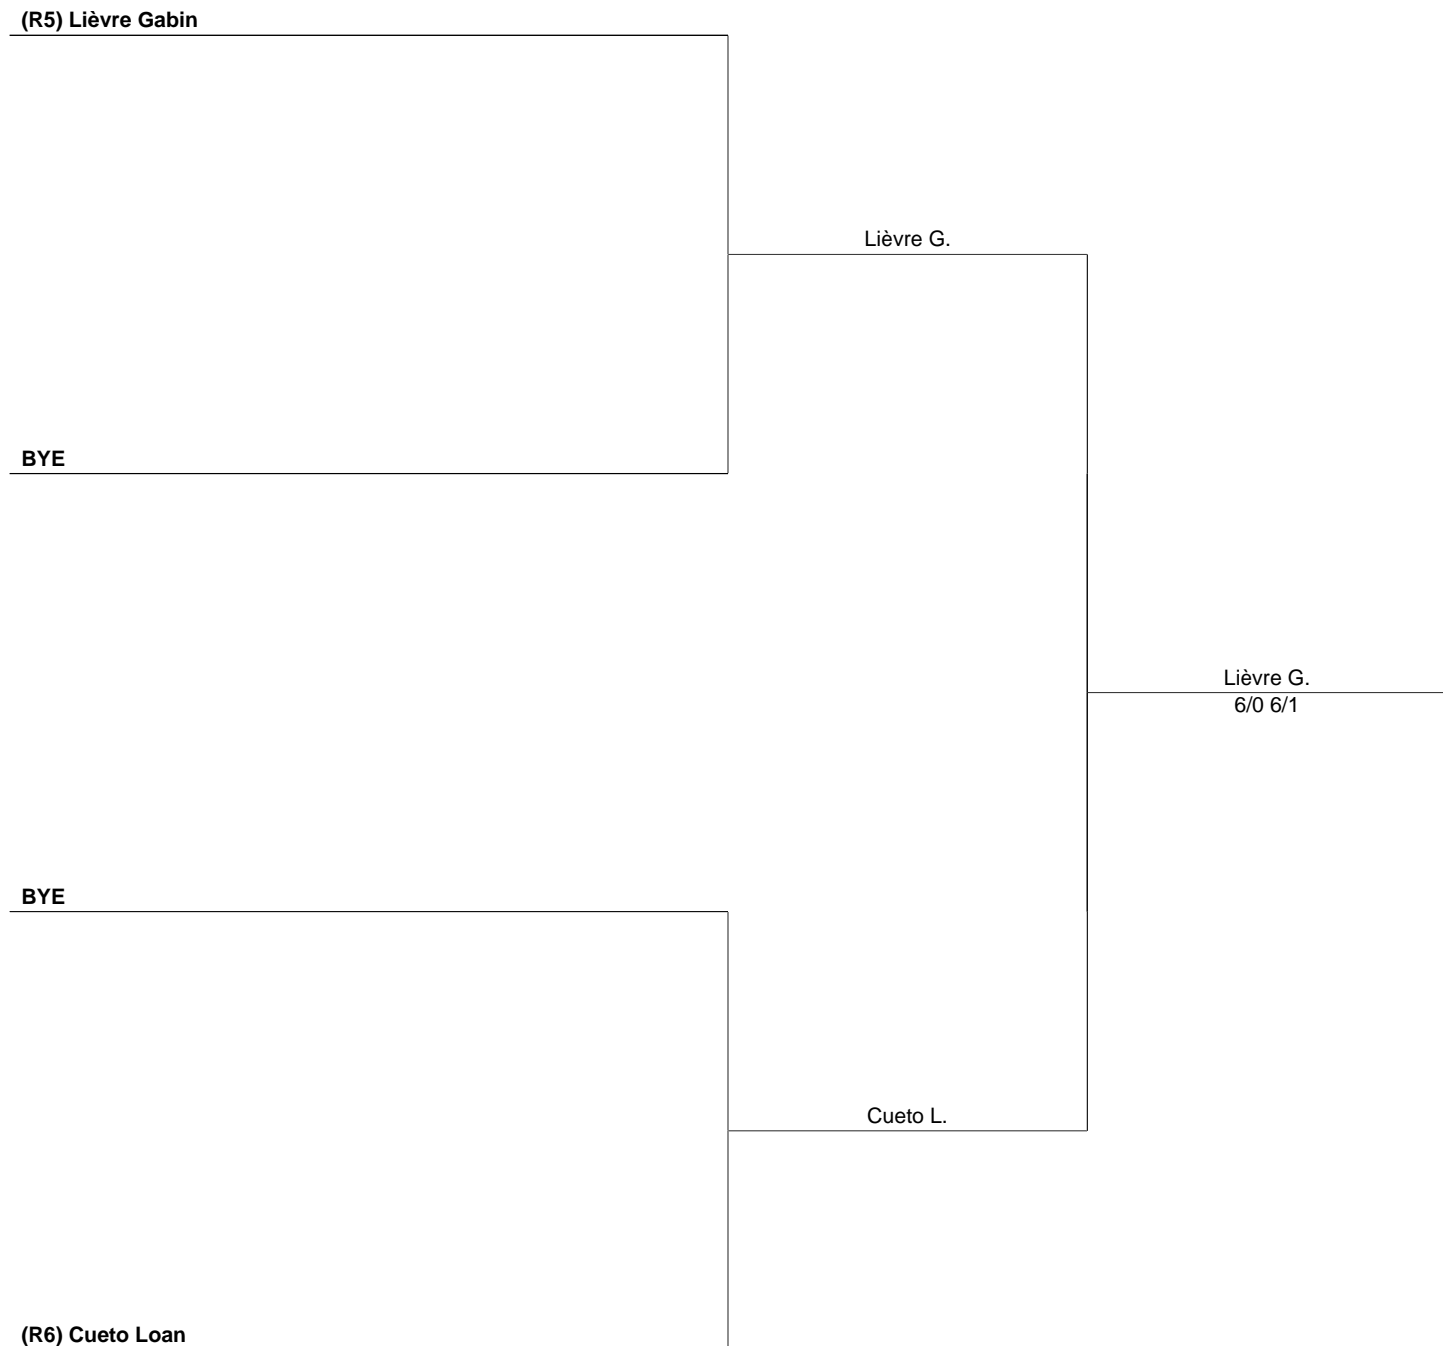 (R5) Lièvre Gabin
Lièvre G.
BYE
Lièvre G.
6/0 6/1
BYE
Cueto L.
(R6) Cueto Loan